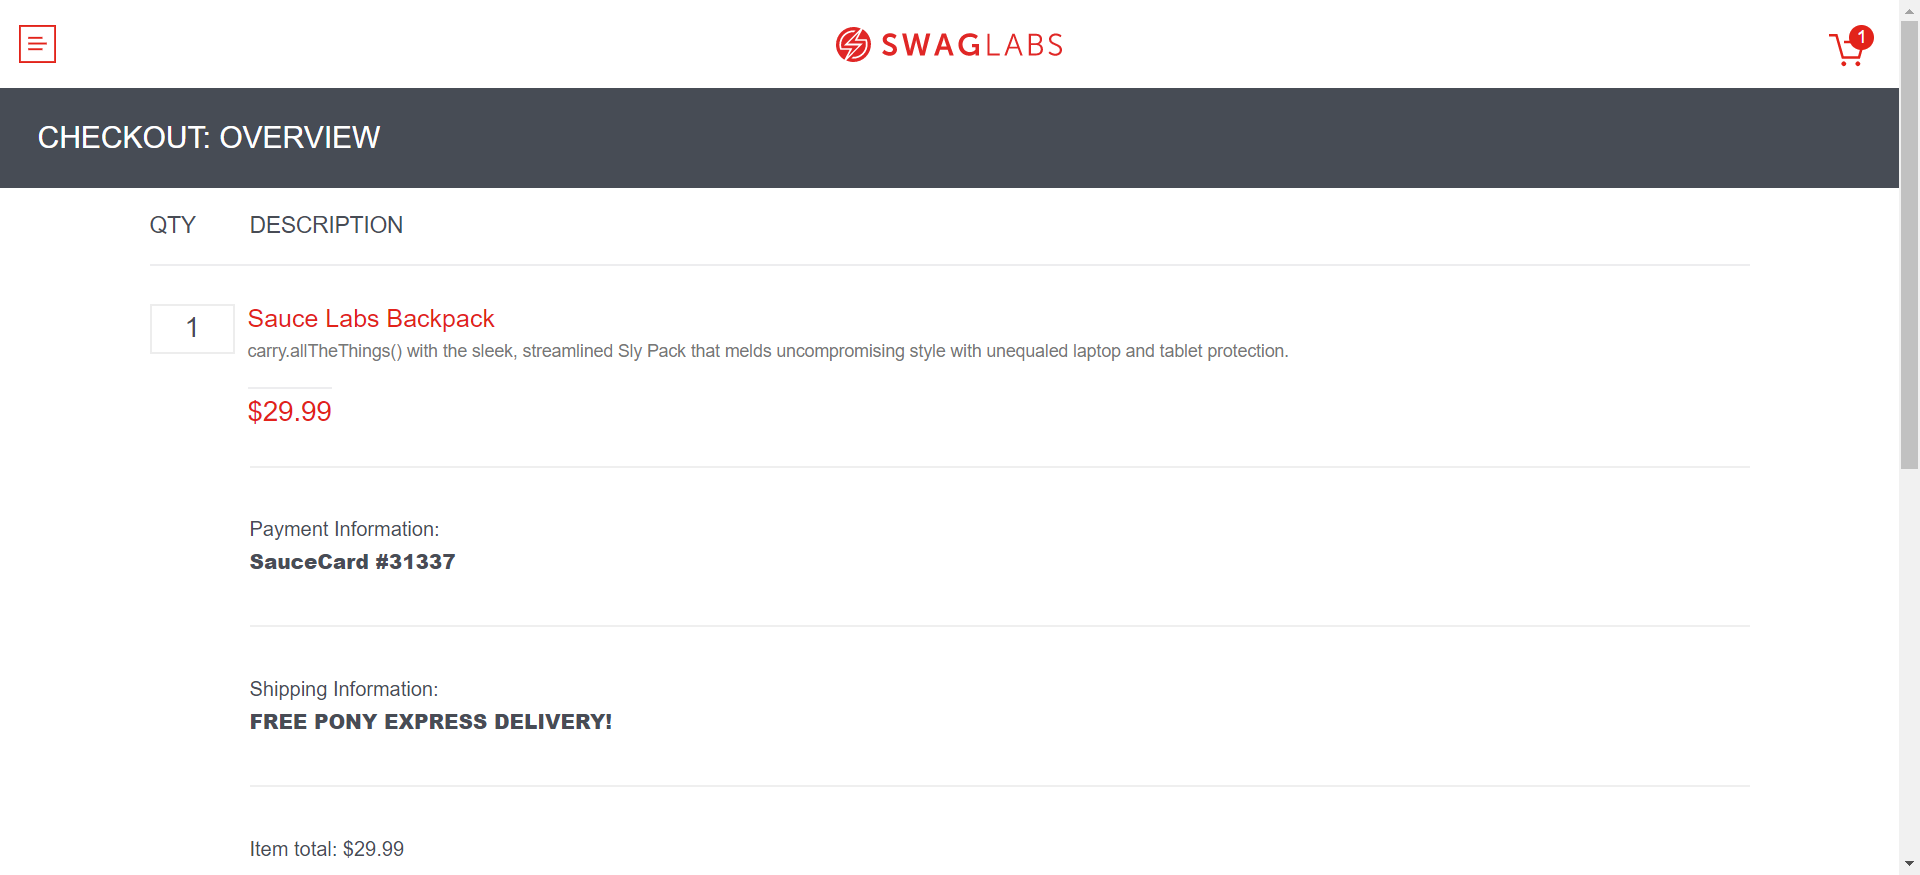 SWAGLABS
1
CHECKOUT: OVERVIEW
QTY DESCRIPTION
1 Sauce Labs Backpack
carry.allTheThings() with the sleek, streamlined Sly Pack that melds uncompromising style with unequaled laptop and tablet protection.
$29.99
Payment Information:
SauceCard #31337
Shipping Information:
FREE PONY EXPRESS DELIVERY!
Item total: $29.99